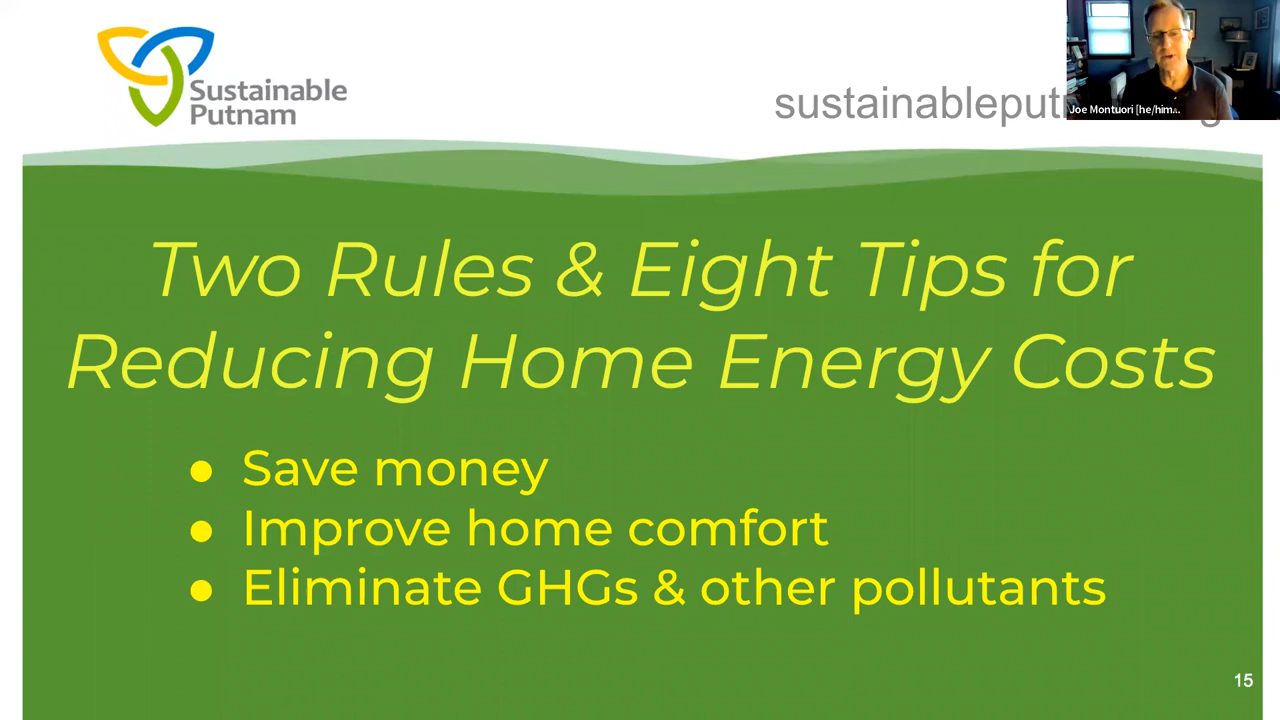 Sustainable
Putnam
Joe Montuori [he/him...
Two Rules & Eight Tips for
Reducing Home Energy Costs
● Save money
● Improve home comfort
● Eliminate GHGs & other pollutants
15